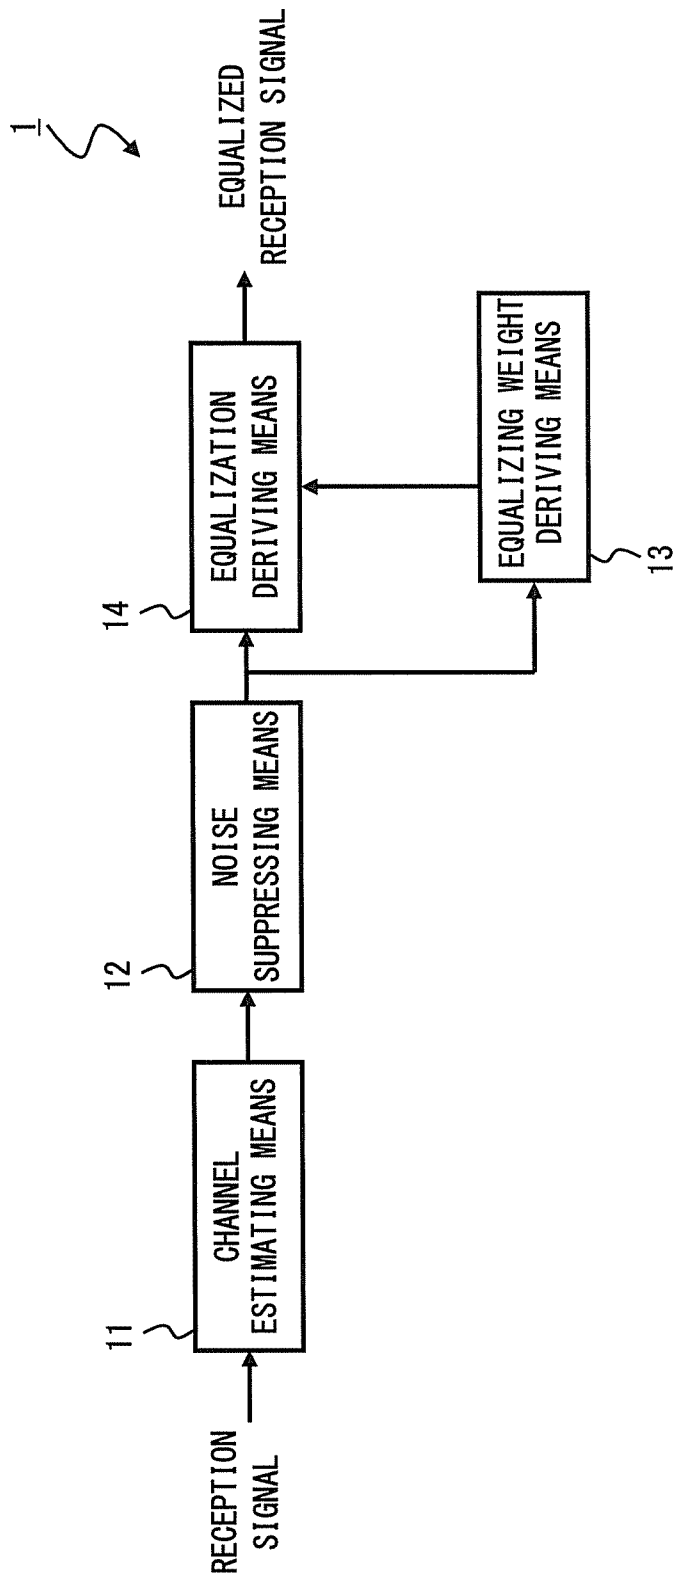 1
RECEPTION
SIGNAL
11
CHANNEL
ESTIMATING MEANS
12
NOISE
SUPPRESSING MEANS
14
EQUALIZATION
DERIVING MEANS
EQUALIZED
RECEPTION SIGNAL
EQUALIZING WEIGHT
DERIVING MEANS
13